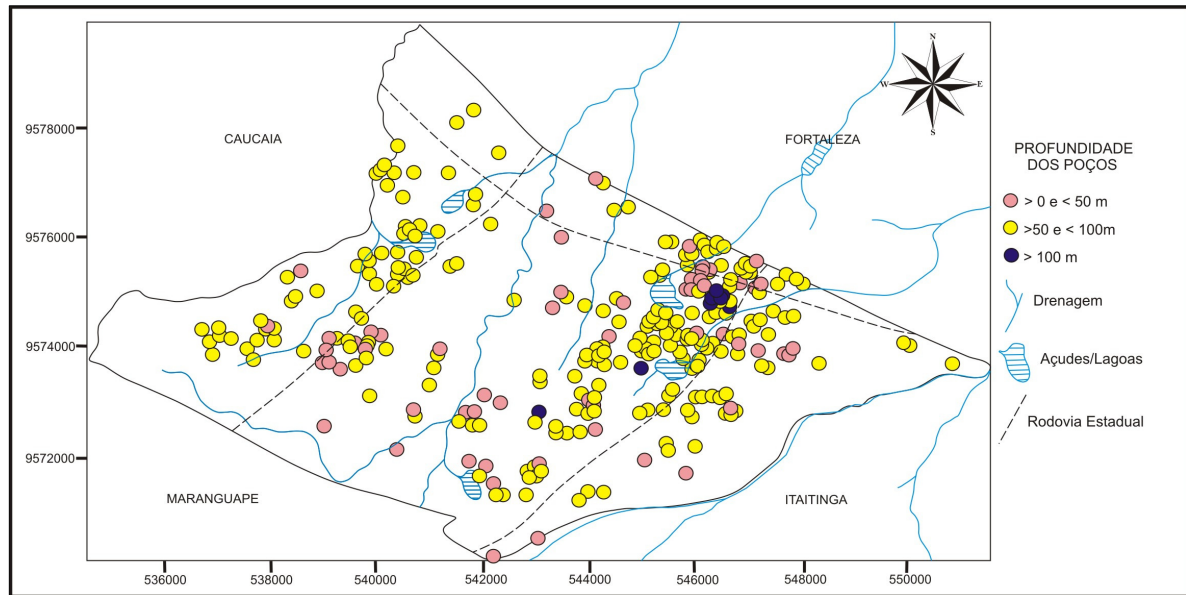 N
W
E
S
9578000
9576000
9574000
9572000
CAUCAIA
FORTALEZA
MARANGUAPE
ITAITINGA
536000
538000
540000
542000
544000
546000
548000
550000
PROFUNDIDADE
DOS POÇOS
> 0 e < 50 m
>50 e < 100m
> 100 m
Drenagem
Açudes/Lagoas
Rodovia Estadual